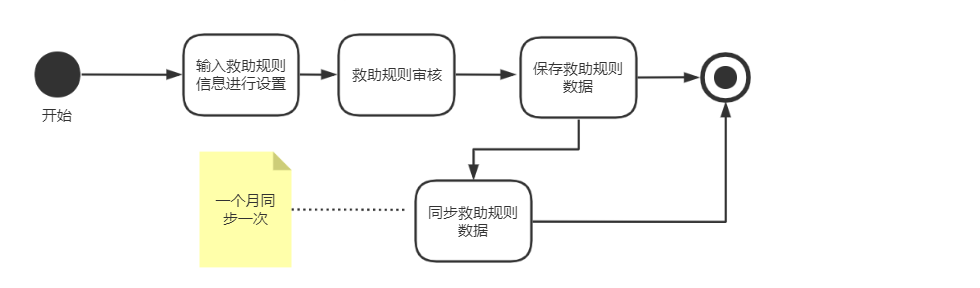 输入救助规则
信息进行设置
救助规则审核
保存救助规则
数据
开始
一个月同
步一次
同步救助规则
数据